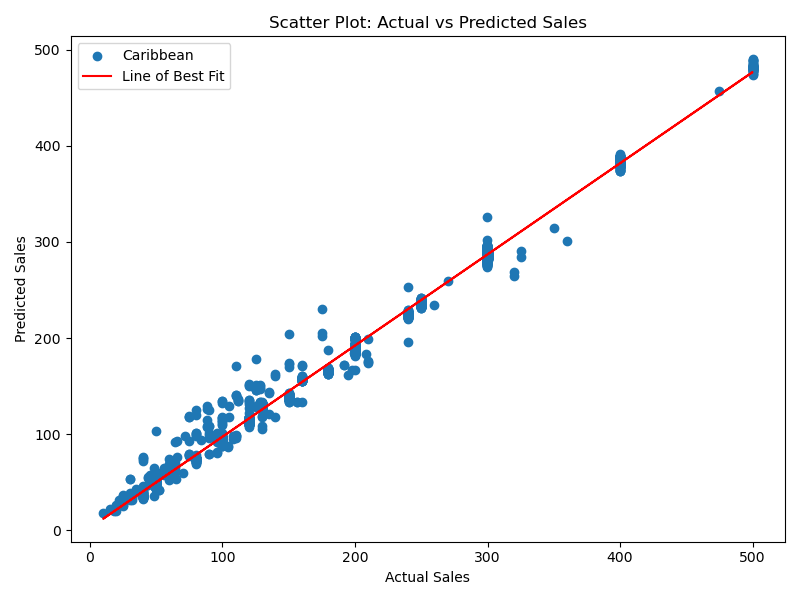 Scatter Plot: Actual vs Predicted Sales
Caribbean
Line of Best Fit
Predicted Sales
500
400
300
200
100
0
0 100 200 300 400 500
Actual Sales